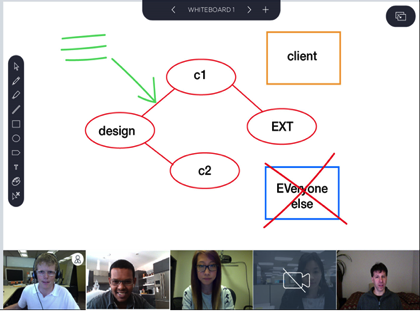 WHITEBOARD 1
client
c1
design
EXT
c2
EVeryone
else